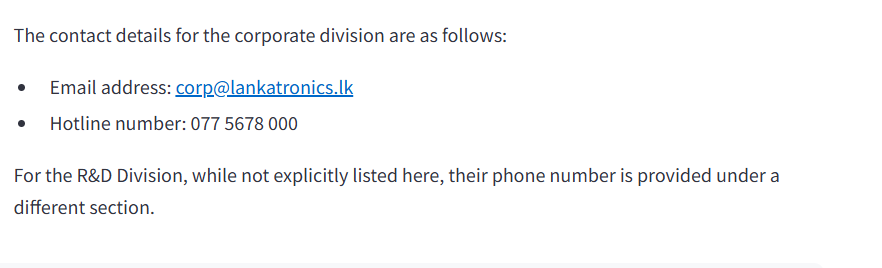 The contact details for the corporate division are as follows:
• Email address: corp@lankatronics.lk
• Hotline number: 077 5678 000
For the R&D Division, while not explicitly listed here, their phone number is provided under a
different section.